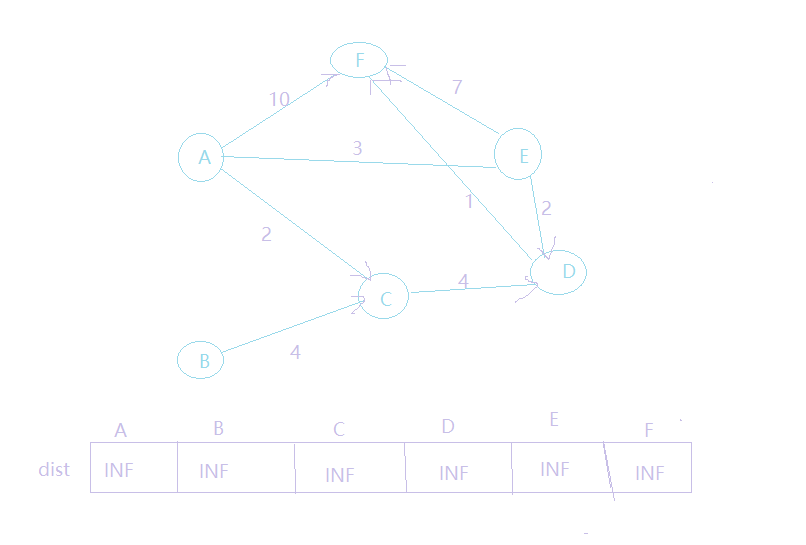 F
10
7
A
3
E
1
2
2
D
C
4
B
4
A B C D E F
dist INF INF INF INF INF INF